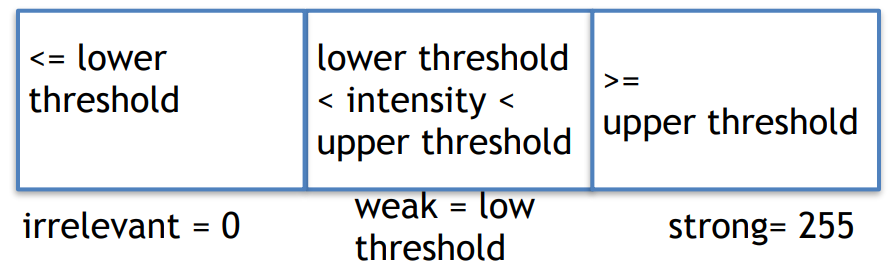 <= lower
threshold
lower threshold
< intensity <
upper threshold
>=
upper threshold
irrelevant = 0
weak = low
threshold
strong= 255